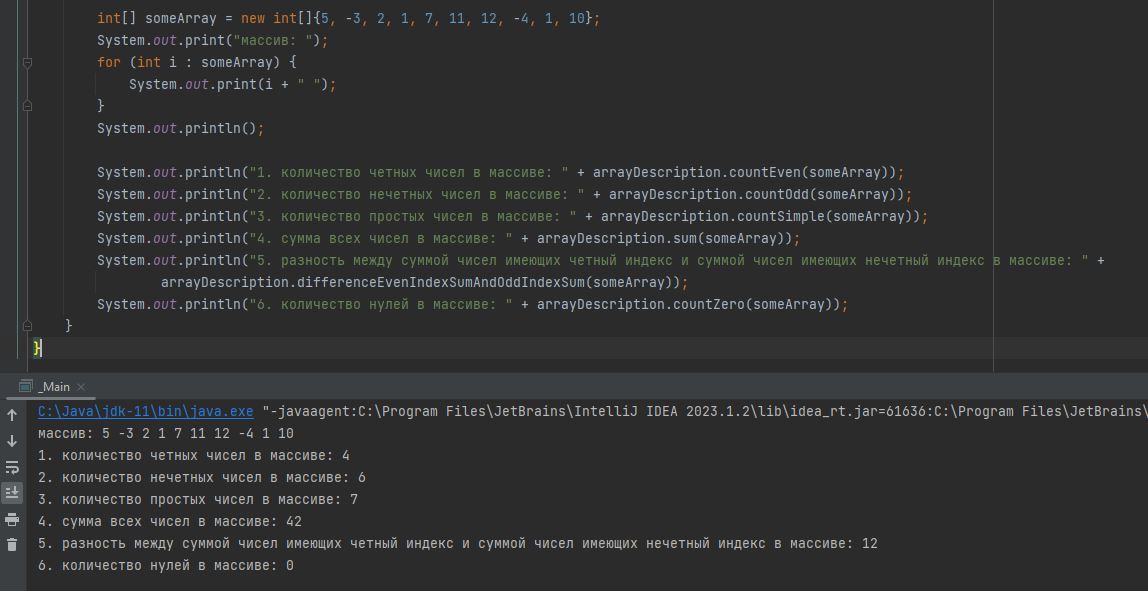 int[] someArray = new int[]{5, -3, 2, 1, 7, 11, 12, -4, 1, 10};
System.out.print("массив: ");
for (int i : someArray) {
System.out.print(i + " ");
}
System.out.println();
System.out.println("1. количество четных чисел в массиве: " + arrayDescription.countEven(someArray));
System.out.println("2. количество нечетных чисел в массиве: " + arrayDescription.countOdd(someArray));
System.out.println("3. количество простых чисел в массиве: " + arrayDescription.countSimple(someArray));
System.out.println("4. сумма всех чисел в массиве: " + arrayDescription.sum(someArray));
System.out.println("5. разность между суммой чисел имеющих четный индекс и суммой чисел имеющих нечетный индекс в массиве: " +
arrayDescription.differenceEvenIndexSumAndOddIndexSum(someArray));
System.out.println("6. количество нулей в массиве: " + arrayDescription.countZero(someArray));
}
}
_Main
C:\Java\jdk-11\bin\java.exe "-javaagent:C:\Program Files\JetBrains\IntelliJ IDEA 2023.1.2\lib\idea_rt.jar=61636:C:\Program Files\JetBrains\
массив: 5 -3 2 1 7 11 12 -4 1 10
1. количество четных чисел в массиве: 4
2. количество нечетных чисел в массиве: 6
3. количество простых чисел в массиве: 7
4. сумма всех чисел в массиве: 42
5. разность между суммой чисел имеющих четный индекс и суммой чисел имеющих нечетный индекс в массиве: 12
6. количество нулей в массиве: 0